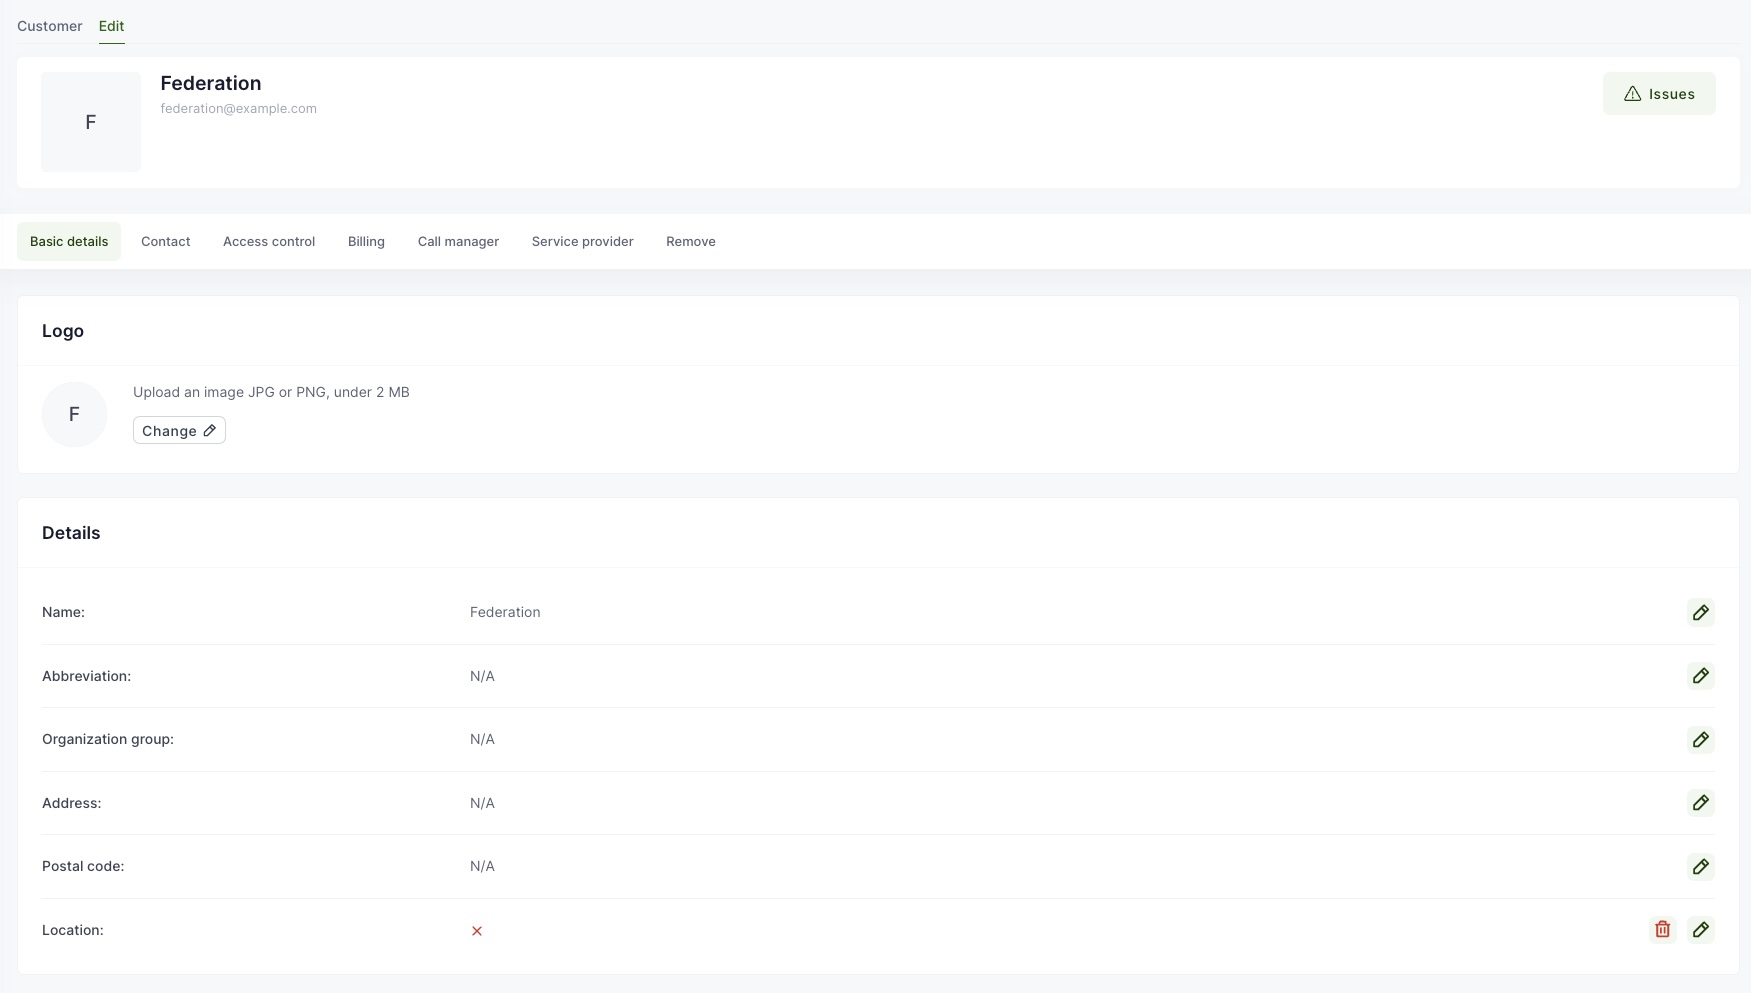 Customer Edit
F
Federation
federation@example.com
Issues
Basic details Contact Access control Billing Call manager Service provider Remove
Logo
F
Upload an image JPG or PNG, under 2 MB
Change
Details
Name: Federation
Abbreviation: N/A
Organization group: N/A
Address: N/A
Postal code: N/A
Location: